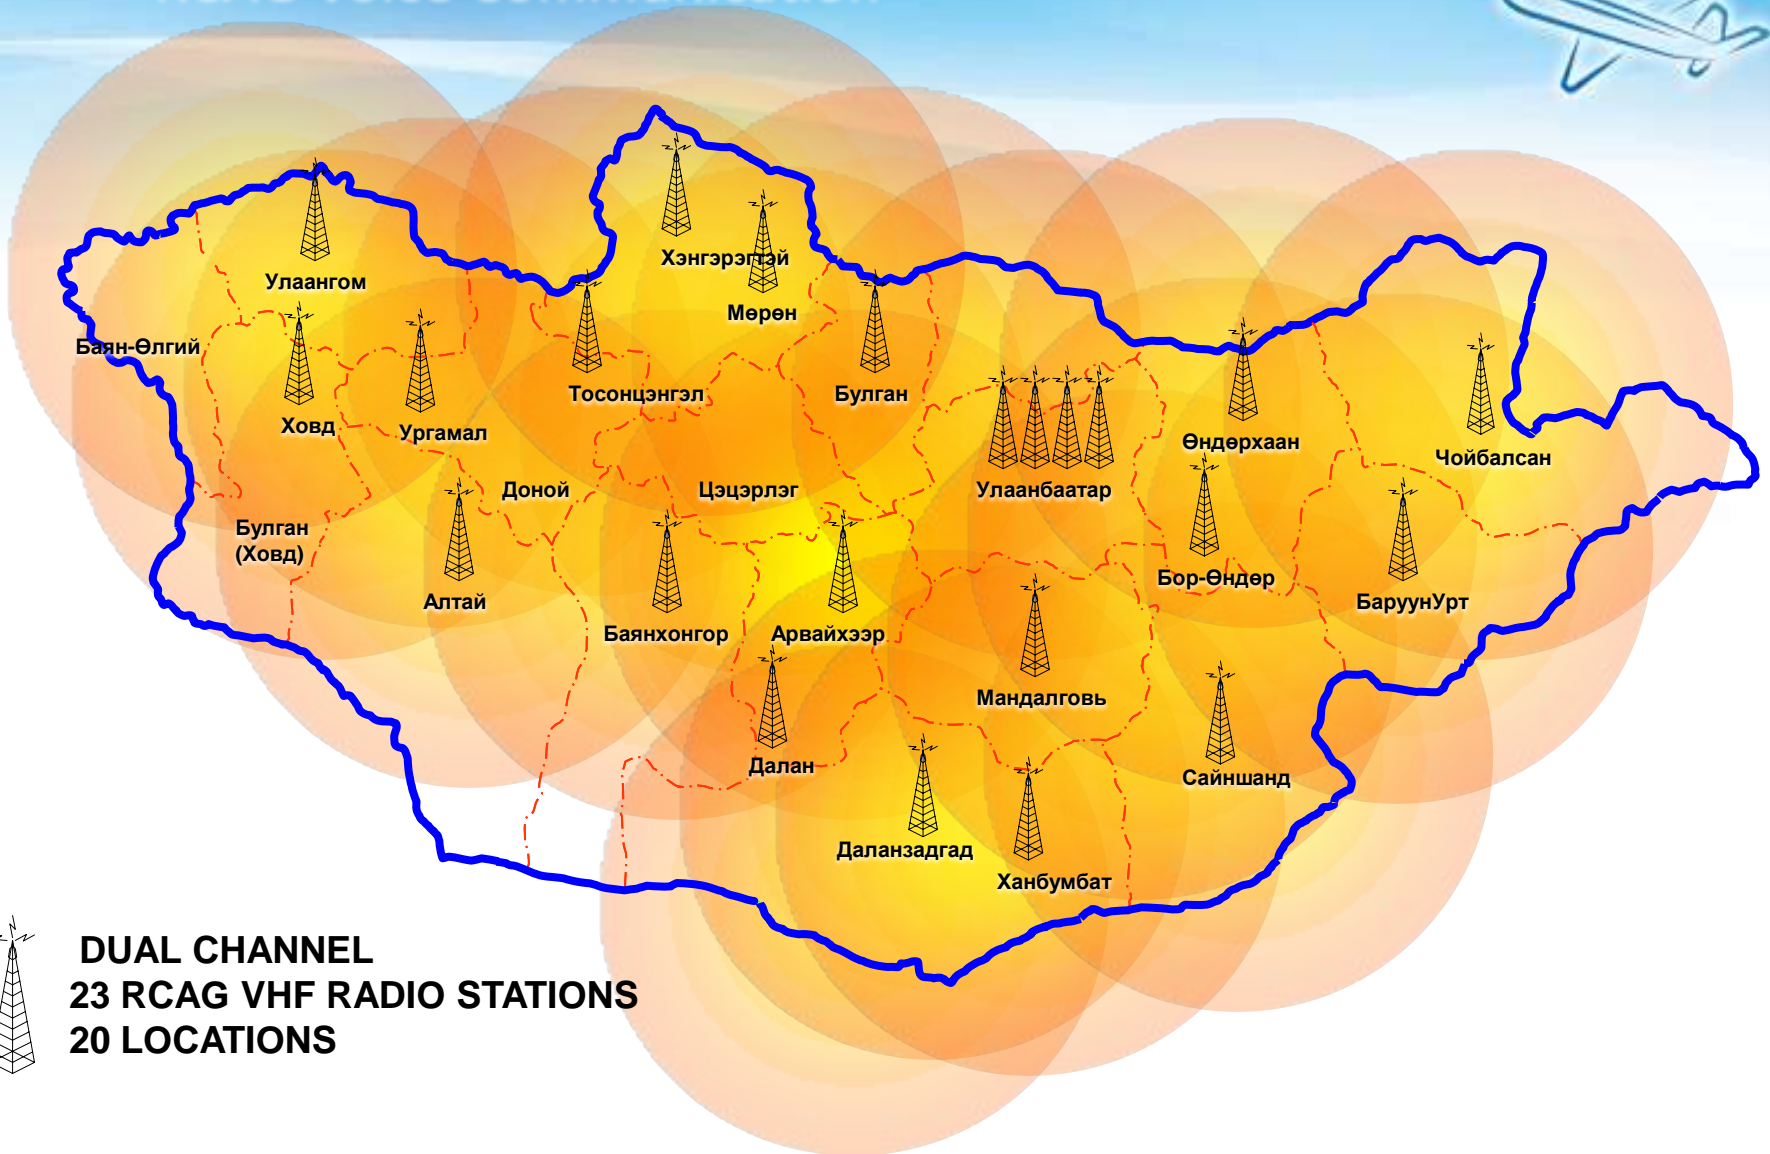 Улаангом
Хэнгэрэгтэй
Мөрөн
Баян-Өлгий
Ховд
Ургамал
Тосонцэнгэл
Булган
Өндөрхаан
Чойбалсан
Доной
Цэцэрлэг
Улаанбаатар
Булган
(Ховд)
Алтай
Баянхонгор
Арвайхээр
Бор-Өндөр
БаруунУрт
Мандалговь
Далан
Сайншанд
Даланзадгад
Ханбумбат
DUAL CHANNEL
23 RCAG VHF RADIO STATIONS
20 LOCATIONS